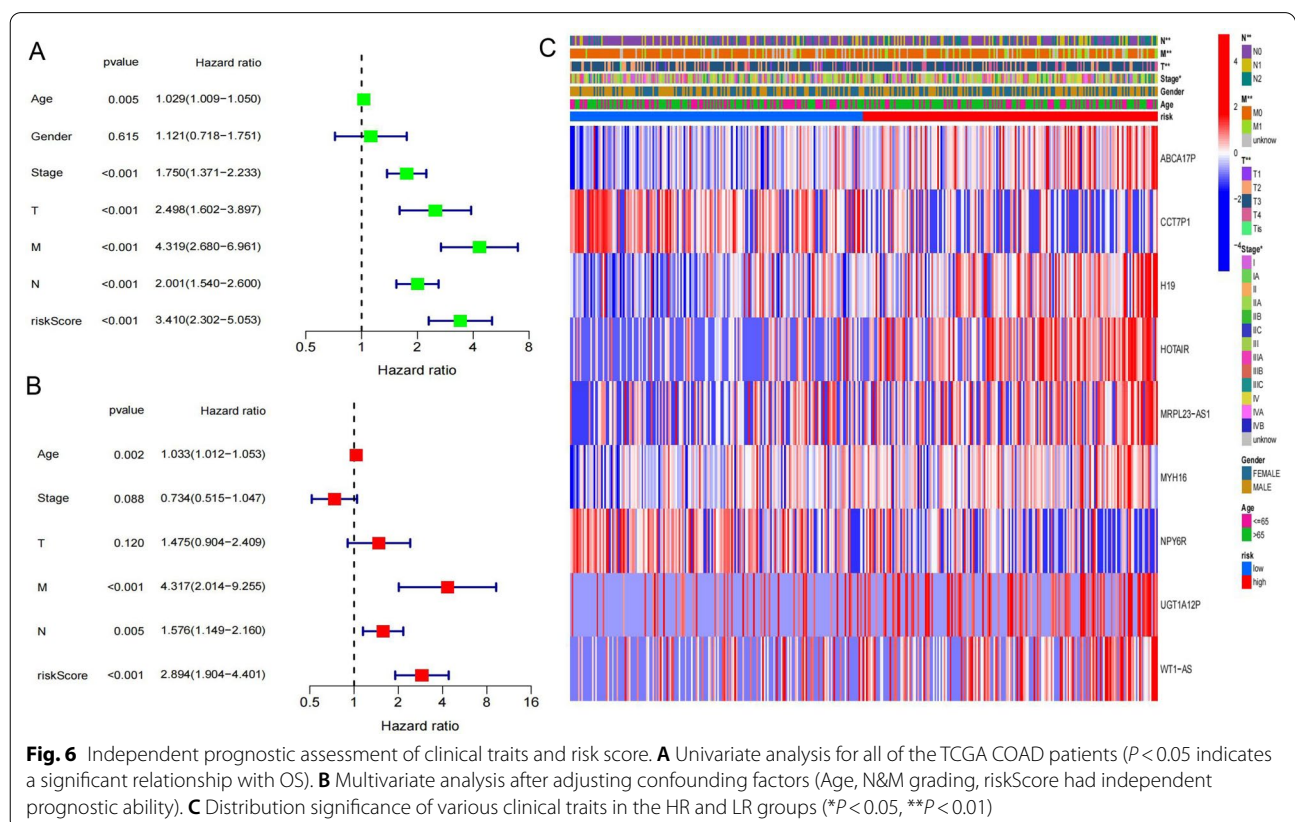 A
pvalue Hazard ratio
Age 0.005 1.029(1.009−1.050)
Gender 0.615 1.121(0.718−1.751)
Stage <0.001 1.750(1.371−2.233)
T <0.001 2.498(1.602−3.897)
M <0.001 4.319(2.680−6.961)
N <0.001 2.001(1.540−2.600)
riskScore <0.001 3.410(2.302−5.053)
0.5 1 2 4 8
Hazard ratio
B
pvalue Hazard ratio
Age 0.002 1.033(1.012−1.053)
Stage 0.088 0.734(0.515−1.047)
T 0.120 1.475(0.904−2.409)
M <0.001 4.317(2.014−9.255)
N 0.005 1.576(1.149−2.160)
riskScore <0.001 2.894(1.904−4.401)
0.5 1 2 4 8 16
Hazard ratio
C
N**
M**
T**
Stage*
Gender
Age
risk
ABCA17P
CCT7P1
H19
HOTAIR
MRPL23−AS1
MYH16
NPY6R
UGT1A12P
WT1−AS
4
2
0
−2
−4
N**
N0
N1
N2
M**
M0
M1
unknow
T**
T1
T2
T3
T4
Tis
Stage*
I
IA
II
IIA
IIB
IIC
III
IIIA
IIIB
IIIC
IV
IVA
IVB
unknow
Gender
FEMALE
MALE
Age
<=65
>65
risk
low
high
Fig. 6 Independent prognostic assessment of clinical traits and risk score. A Univariate analysis for all of the TCGA COAD patients (P < 0.05 indicates
a significant relationship with OS). B Multivariate analysis after adjusting confounding factors (Age, N&M grading, riskScore had independent
prognostic ability). C Distribution significance of various clinical traits in the HR and LR groups (*P < 0.05, **P < 0.01)